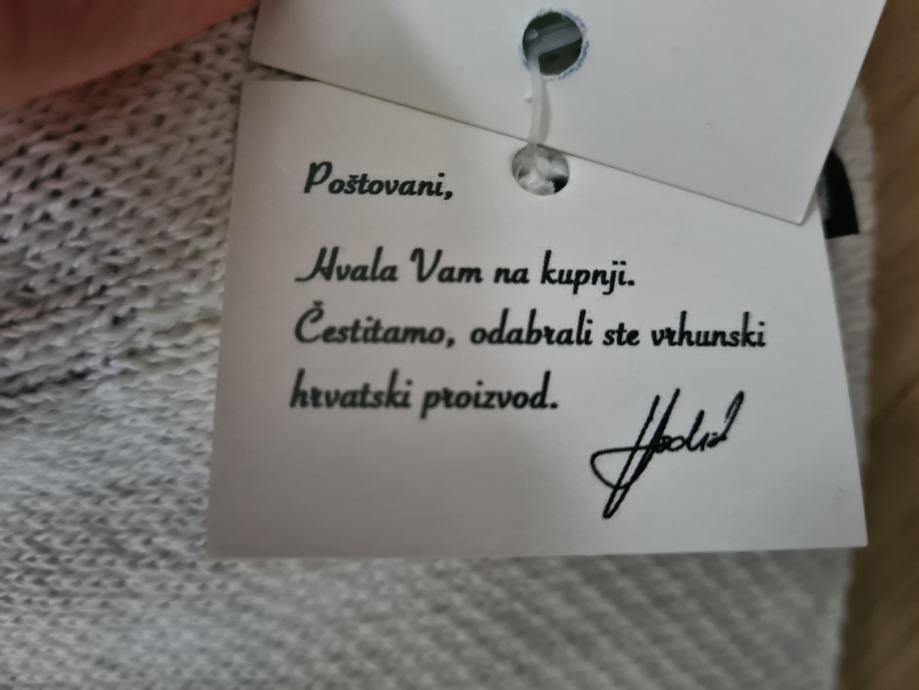 Poštovani,
Hvala Vam na kupnji.
Čestitamo, odabrali ste vrhunski
hrvatski proizvod.